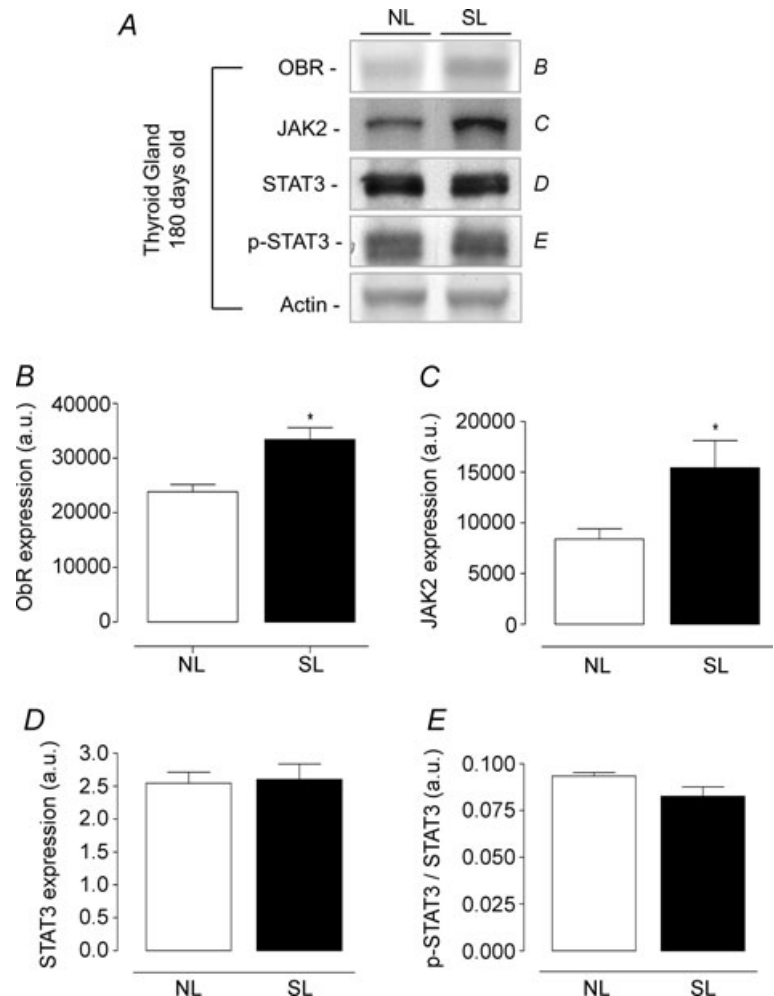 A
NL SL
OBR - B
JAK2 - C
STAT3 - D
p-STAT3 - E
Actin -
Thyroid Gland
180 days old
B
ObR expression (a.u.)
40000
30000
20000
10000
0
*
NL SL
C
JAK2 expression (a.u.)
20000
15000
10000
5000
0
*
NL SL
D
STAT3 expression (a.u.)
3.0
2.5
2.0
1.5
1.0
0.5
0.0
NL SL
E
p-STAT3 / STAT3 (a.u.)
0.100
0.075
0.050
0.025
0.000
NL SL